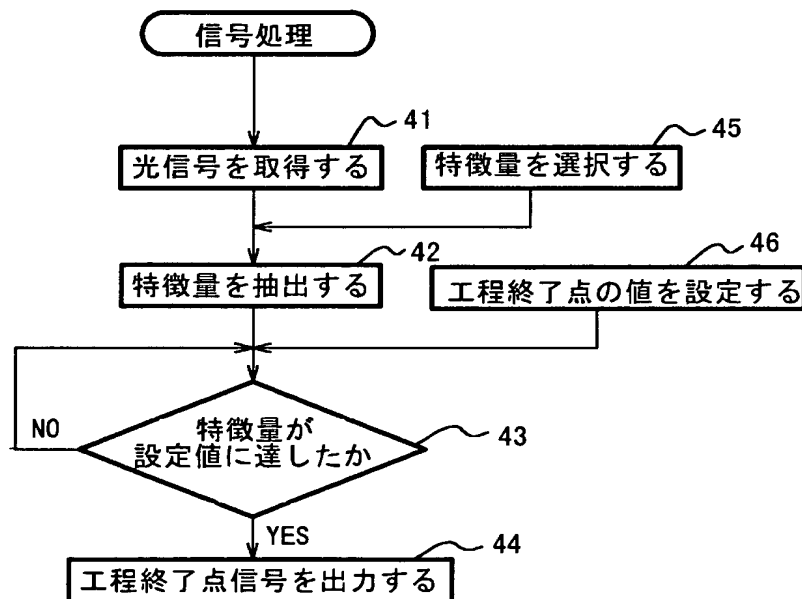 信号処理
41
光信号を取得する
45
特徴量を選択する
42
特徴量を抽出する
46
工程終了点の値を設定する
NO
特徴量が
設定値に達したか
43
YES
44
工程終了点信号を出力する